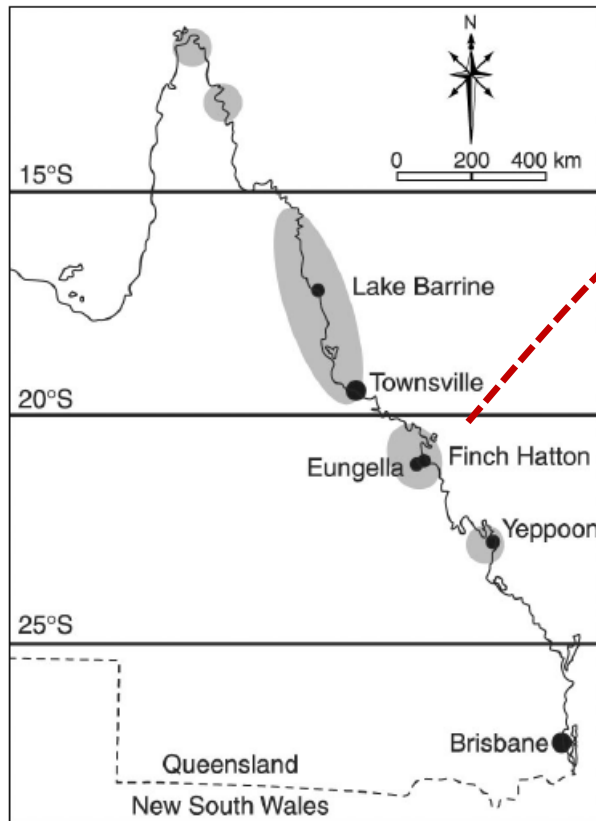 N
0 200 400 km
15°S
Lake Barrine
Townsville
20°S
Finch Hatton
Eungella
Yeppoon
25°S
Brisbane
Queensland
New South Wales